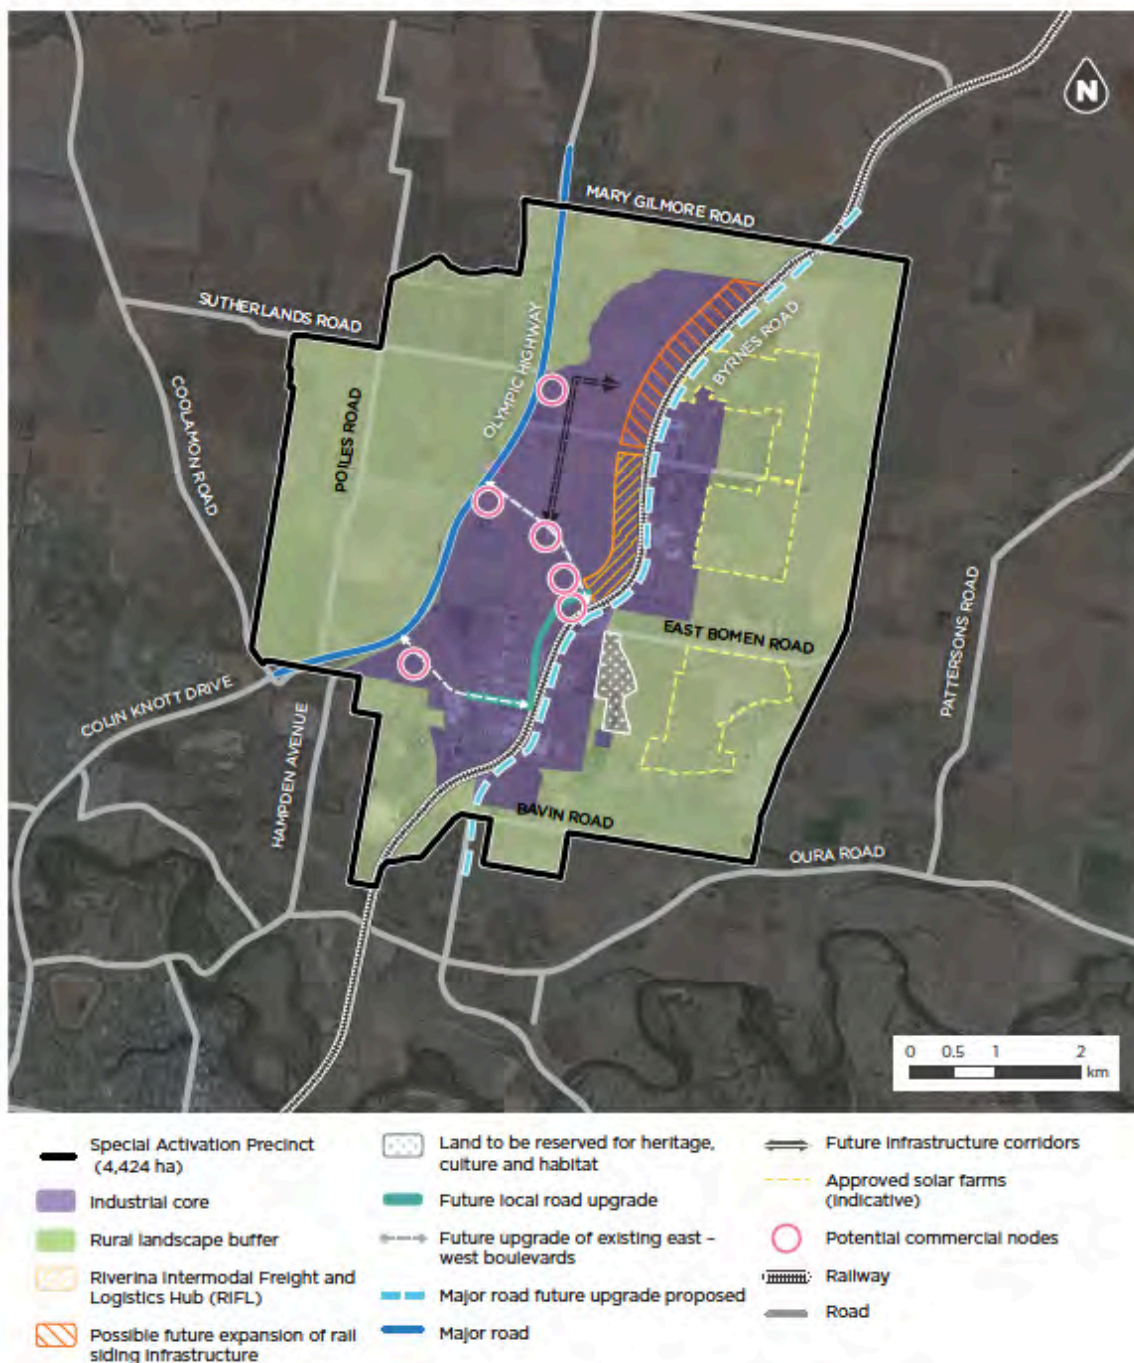 N
MARY GILMORE ROAD
SUTHERLANDS ROAD
OLYMPIC HIGHWAY
BYRNES ROAD
COOLAMON ROAD
POILES ROAD
PATTERSONS ROAD
EAST BOMEN ROAD
COLIN KNOTT DRIVE
HAMPDEN AVENUE
BAVIN ROAD
OURA ROAD
0 0.5 1 2
km
Special Activation Precinct
(4,424 ha)
Industrial core
Rural landscape buffer
Riverina Intermodal Freight and
Logistics Hub (RIFL)
Possible future expansion of rail
siding infrastructure
Land to be reserved for heritage,
culture and habitat
Future local road upgrade
Future upgrade of existing east –
west boulevards
Major road future upgrade proposed
Major road
Future infrastructure corridors
Approved solar farms
(indicative)
Potential commercial nodes
Railway
Road